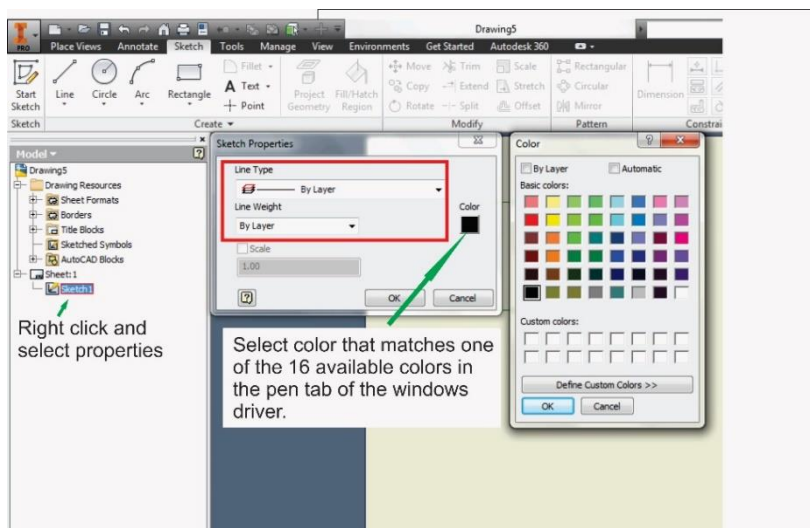 Drawing5
PRO
Place Views Annotate Sketch Tools Manage View Environments Get Started Autodesk 360
Start Sketch
Line
Circle
Arc
Rectangle
Fillet
Text
Point
Project Geometry
Fill/Hatch Region
Move
Copy
Rotate
Trim
Extend
Split
Scale
Stretch
Offset
Rectangular
Circular
Mirror
Dimension
Sketch
Create
Modify
Pattern
Constrai
Model
Drawing5
Drawing Resources
Sheet Formats
Borders
Title Blocks
Sketched Symbols
AutoCAD Blocks
Sheet:1
Sketch1
Right click and
select properties
Sketch Properties
Line Type
By Layer
Line Weight
By Layer
Color
Scale
1.00
OK
Cancel
Select color that matches one
of the 16 available colors in
the pen tab of the windows
driver.
Color
By Layer
Automatic
Basic colors:
Custom colors:
Define Custom Colors >>
OK
Cancel